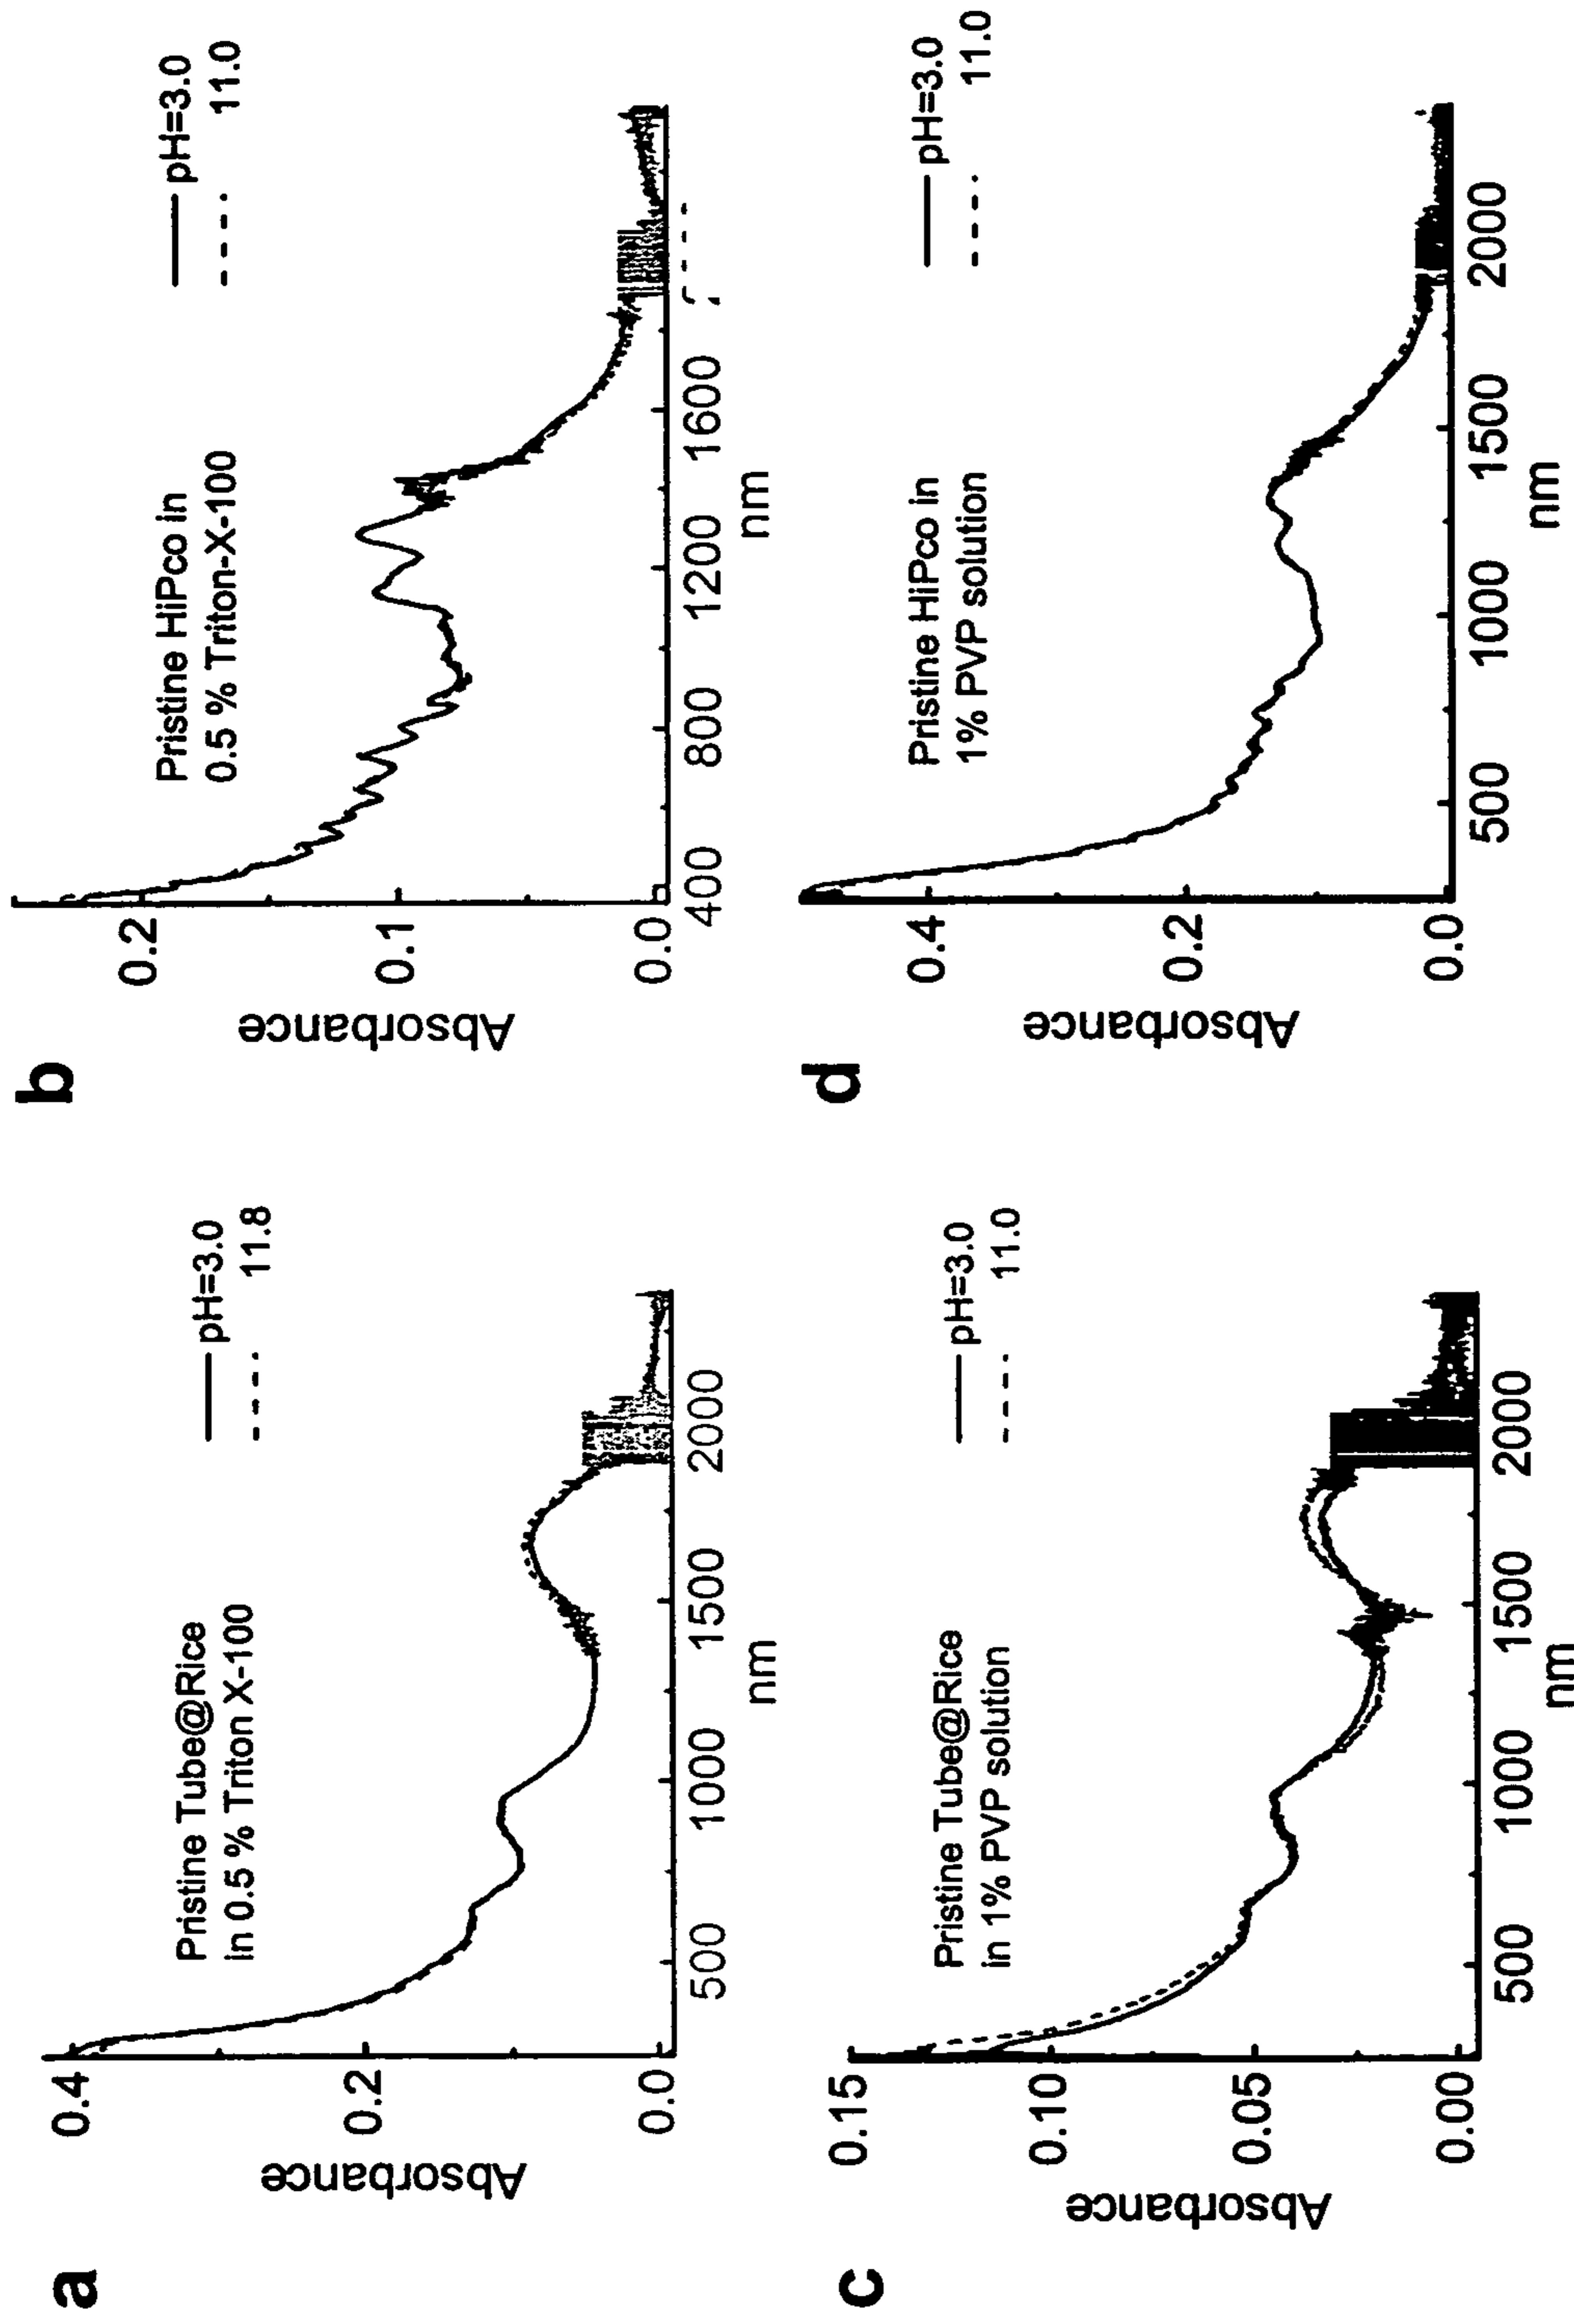 a
Pristine Tube@Rice
in 0.5 % Triton X-100
pH=3.0
11.8
Absorbance
0.4
0.2
0.0
500
1000
1500
2000
nm
b
Pristine HiPco in
0.5 % Triton-X-100
pH=3.0
11.0
Absorbance
0.2
0.1
0.0
400
800
1200
1600
nm
c
Pristine Tube@Rice
in 1% PVP solution
pH=3.0
11.0
Absorbance
0.15
0.10
0.05
0.00
500
1000
1500
2000
nm
d
Pristine HiPco in
1% PVP solution
pH=3.0
11.0
Absorbance
0.4
0.2
0.0
500
1000
1500
2000
nm